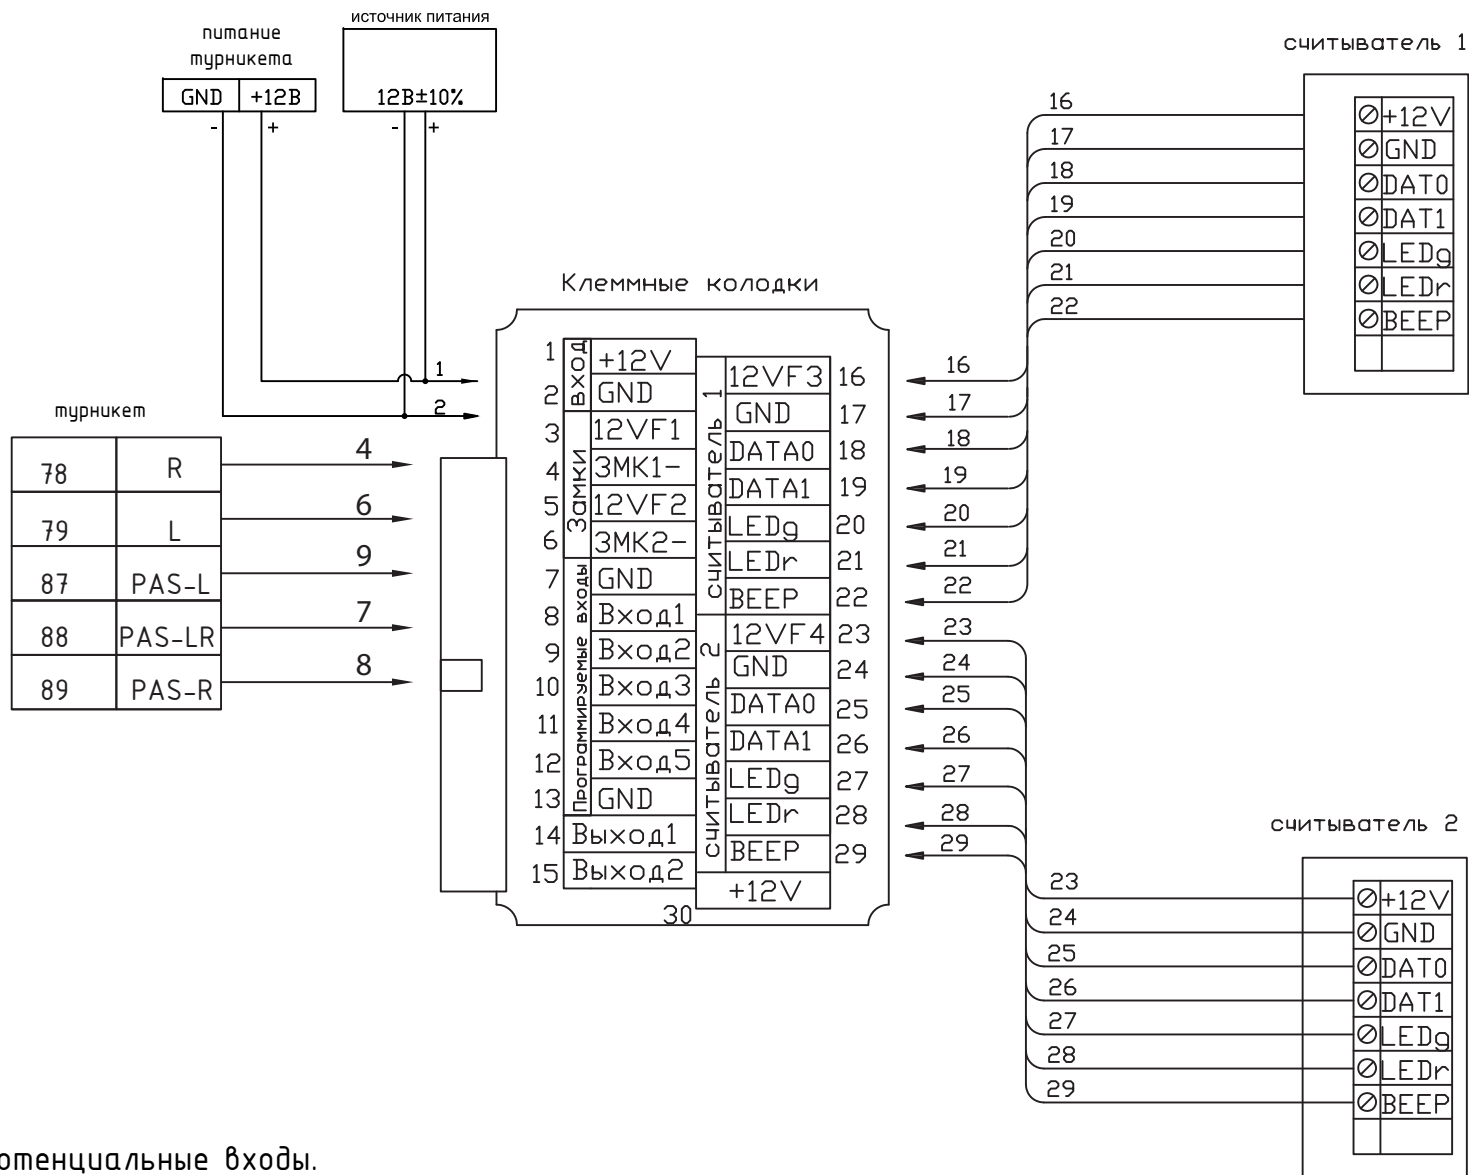 источник питания
питание
турникета
GND +12В
12В±10%
- +
- +
считыватель 1
16 +12V
17 GND
18 DAT0
19 DAT1
20 LEDg
21 LEDr
22 BEEP
Клеммные колодки
1
2
турникет
78 R 4
79 L 6
87 PAS-L 9
88 PAS-LR 7
89 PAS-R 8
вход
1 +12V
2 GND
Замки
3 12VF1
4 ЗМК1-
5 12VF2
6 ЗМК2-
Программируемые входы
7 GND
8 Вход1
9 Вход2
10 Вход3
11 Вход4
12 Вход5
13 GND
14 Выход1
15 Выход2
считыватель 1
12VF3 16
GND 17
DATA0 18
DATA1 19
LEDg 20
LEDr 21
BEEP 22
считыватель 2
12VF4 23
GND 24
DATA0 25
DATA1 26
LEDg 27
LEDr 28
BEEP 29
+12V
30
16
17
18
19
20
21
22
23
24
25
26
27
28
29
считыватель 2
23 +12V
24 GND
25 DAT0
26 DAT1
27 LEDg
28 LEDr
29 BEEP
отенциальные входы.